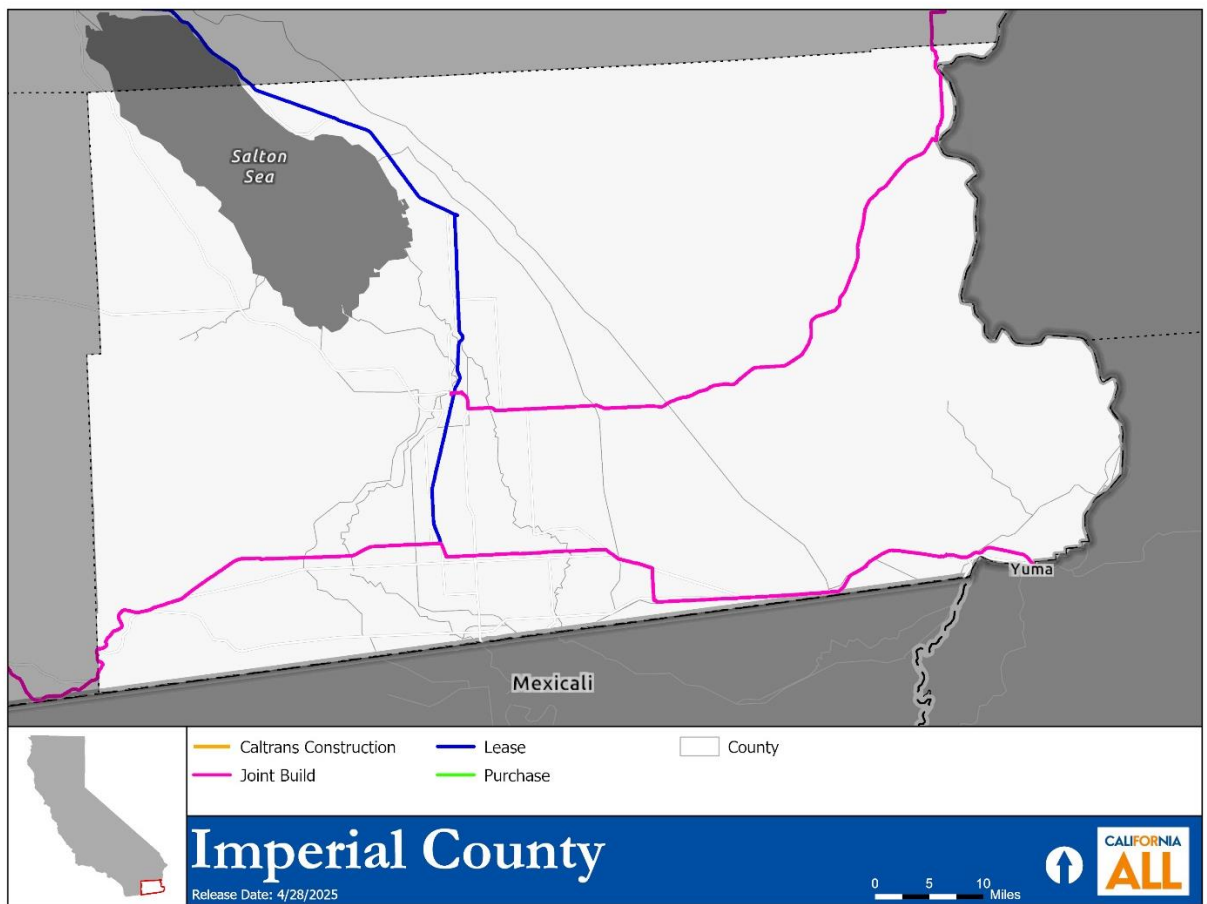 Salton
Sea
Yuma
Mexicali
Caltrans Construction
Lease
County
Joint Build
Purchase
Imperial County
Release Date: 4/28/2025
0 5 10
Miles
CALIFORNIA
ALL